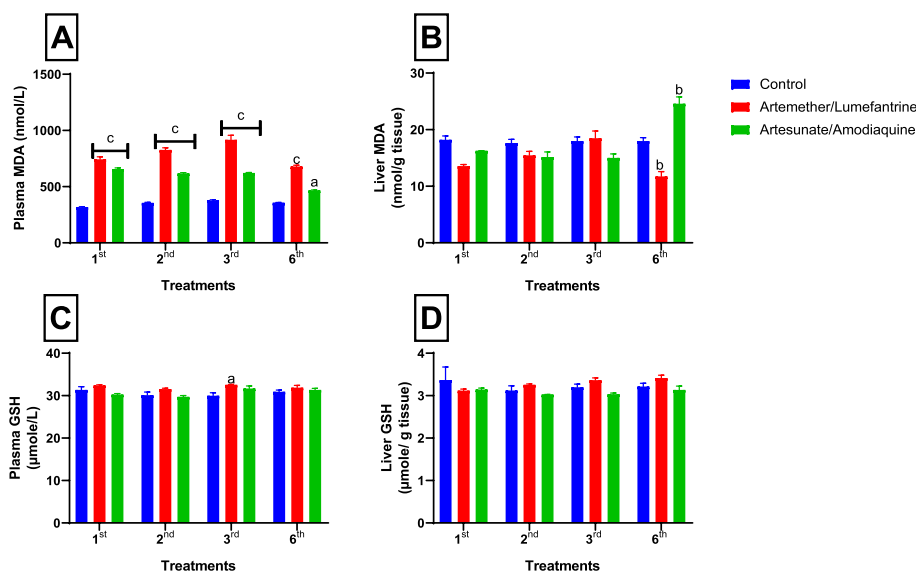 A
Plasma MDA (nmol/L)
1500
1000
500
0
c
c
c
c
a
1st
2nd
3rd
6th
Treatments
B
Liver MDA
(nmol/g tissue)
30
20
10
0
b
b
1st
2nd
3rd
6th
Treatments
Control
Artemether/Lumefantrine
Artesunate/Amodiaquine
C
Plasma GSH
(µmole/L)
40
30
20
10
0
a
1st
2nd
3rd
6th
Treatments
D
Liver GSH
(µmole/ g tissue)
4
3
2
1
0
1st
2nd
3rd
6th
Treatments